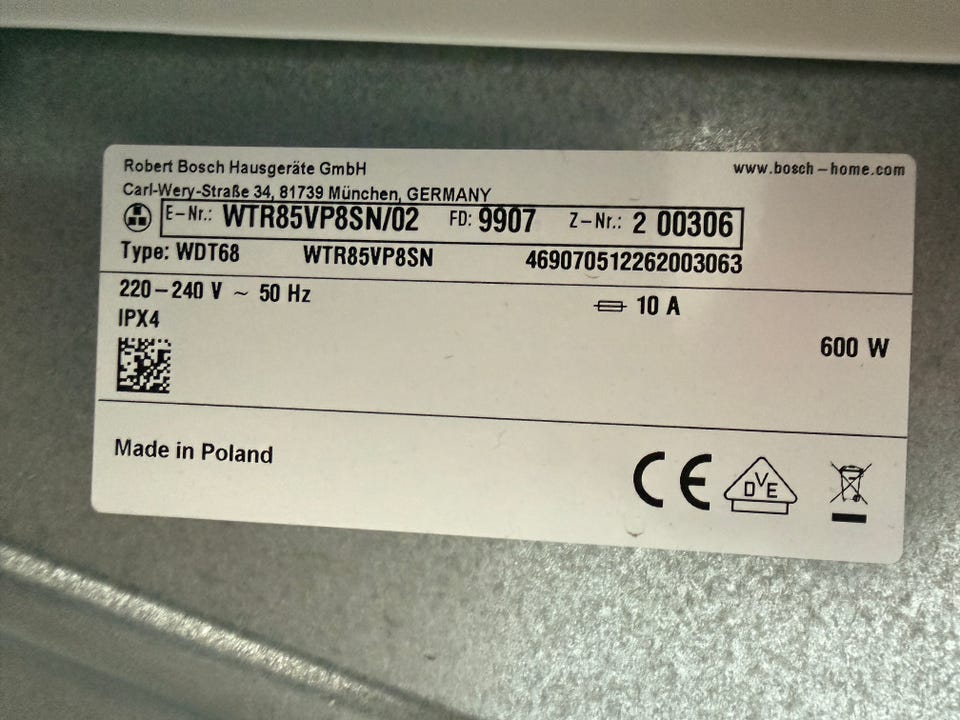 Robert Bosch Hausgeräte GmbH
www.bosch-home.com
Carl-Wery-Straße 34, 81739 München, GERMANY
E-Nr.: WTR85VP8SN/02 FD: 9907 Z-Nr.: 2 00306
Type: WDT68 WTR85VP8SN 469070512262003063
220-240 V ~ 50 Hz 10 A
IPX4
600 W
Made in Poland
CE DVE